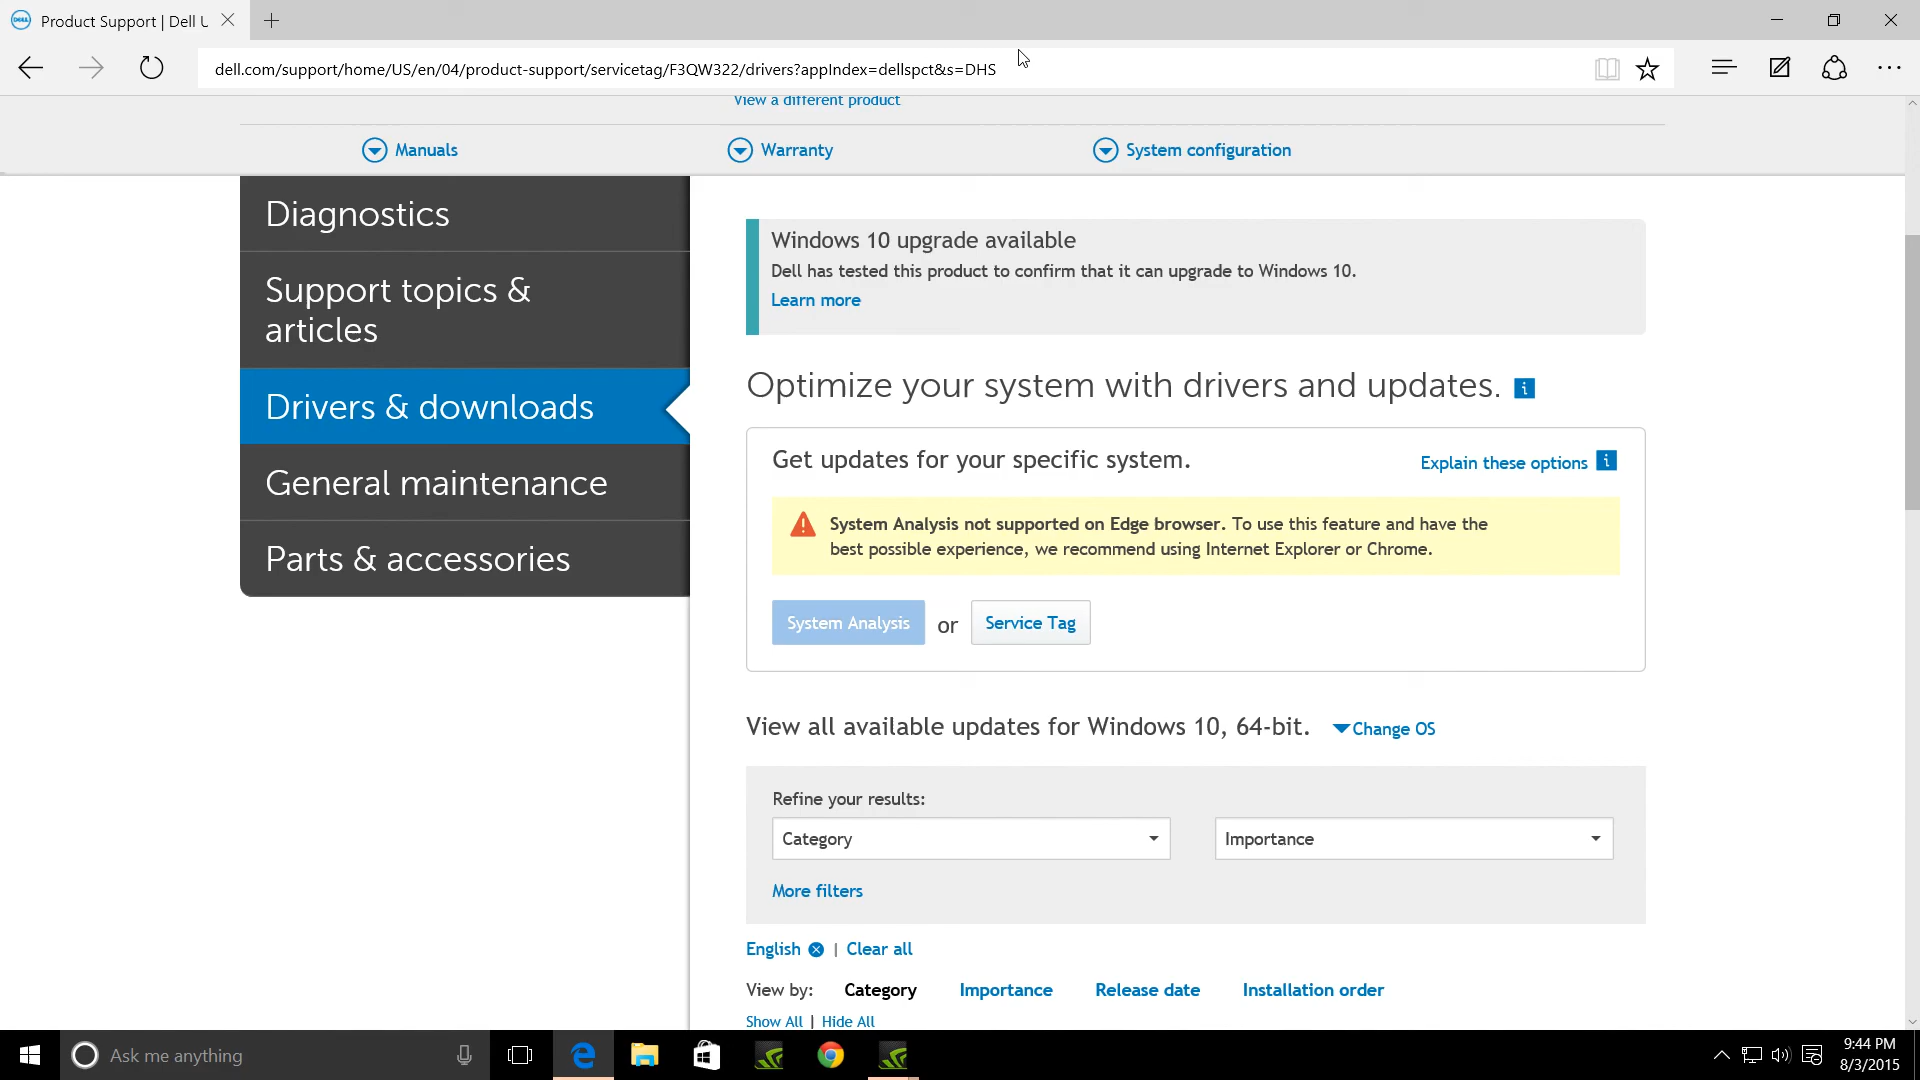 Product Support | Dell U
dell.com/support/home/US/en/04/product-support/servicetag/F3QW322/drivers?appIndex=dellspct&s=DHS
View a different product
Manuals
Warranty
System configuration
Diagnostics
Support topics &
articles
Drivers & downloads
General maintenance
Parts & accessories
Windows 10 upgrade available
Dell has tested this product to confirm that it can upgrade to Windows 10.
Learn more
Optimize your system with drivers and updates.
Get updates for your specific system.
Explain these options
System Analysis not supported on Edge browser. To use this feature and have the
best possible experience, we recommend using Internet Explorer or Chrome.
System Analysis or Service Tag
View all available updates for Windows 10, 64-bit.
Change OS
Refine your results:
Category
Importance
More filters
English | Clear all
View by: Category Importance Release date Installation order
Show All | Hide All
Ask me anything
9:44 PM
8/3/2015